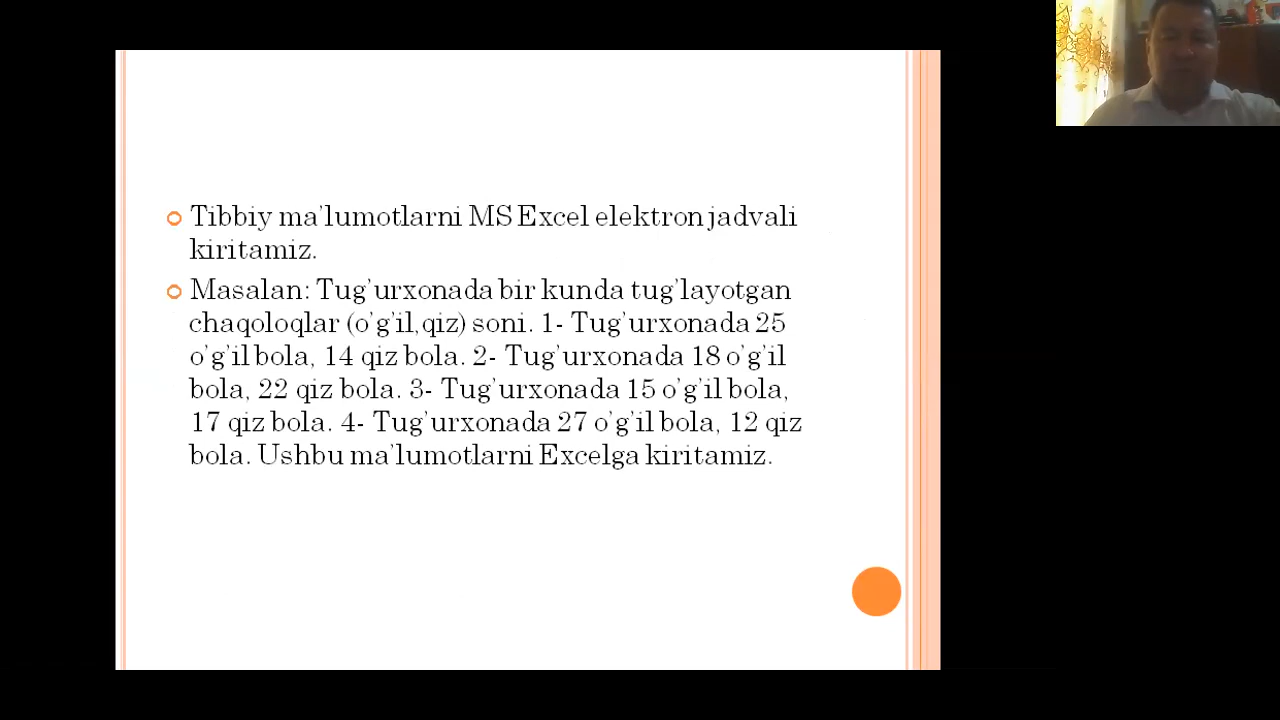 Tibbiy ma’lumotlarni MS Excel elektron jadvali
kiritamiz.
Masalan: Tug’urxonada bir kunda tug’layotgan
chaqoloqlar (o’g’il,qiz) soni. 1- Tug’urxonada 25
o’g’il bola, 14 qiz bola. 2- Tug’urxonada 18 o’g’il
bola, 22 qiz bola. 3- Tug’urxonada 15 o’g’il bola,
17 qiz bola. 4- Tug’urxonada 27 o’g’il bola, 12 qiz
bola. Ushbu ma’lumotlarni Excelga kiritamiz.